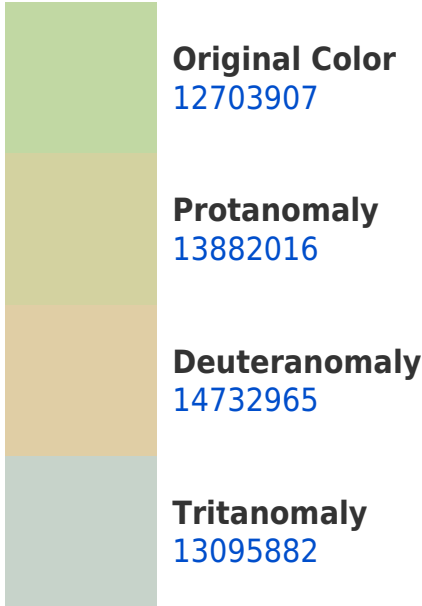 Original Color
12703907
Protanomaly
13882016
Deuteranomaly
14732965
Tritanomaly
13095882